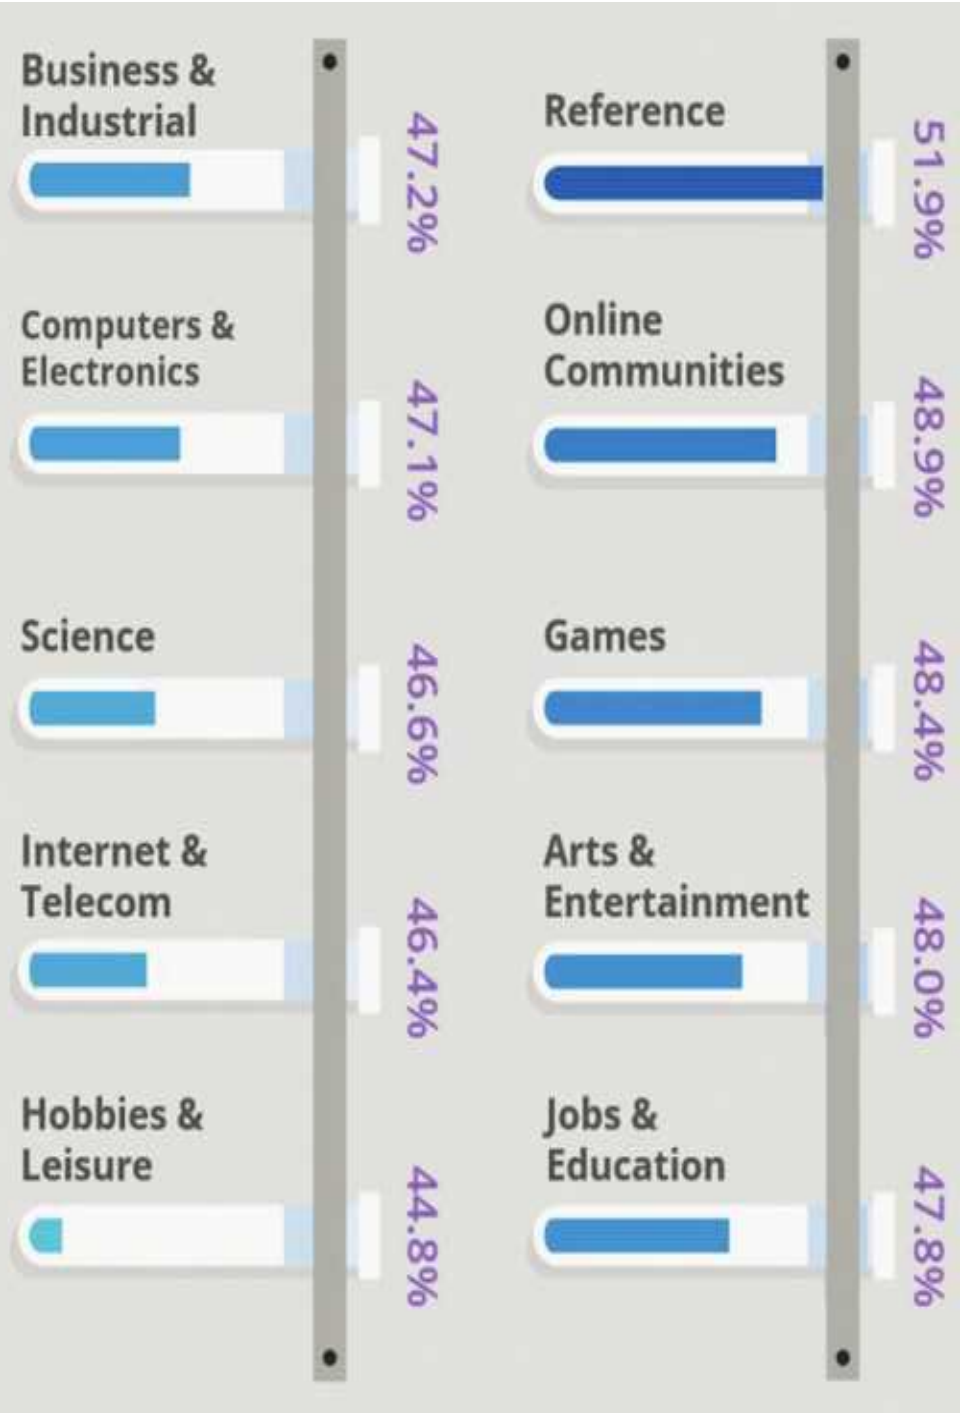 Business &
Industrial
47.2%
Computers &
Electronics
47.1%
Science
46.6%
Internet &
Telecom
46.4%
Hobbies &
Leisure
44.8%
Reference
51.9%
Online
Communities
48.9%
Games
48.4%
Arts &
Entertainment
48.0%
Jobs &
Education
47.8%